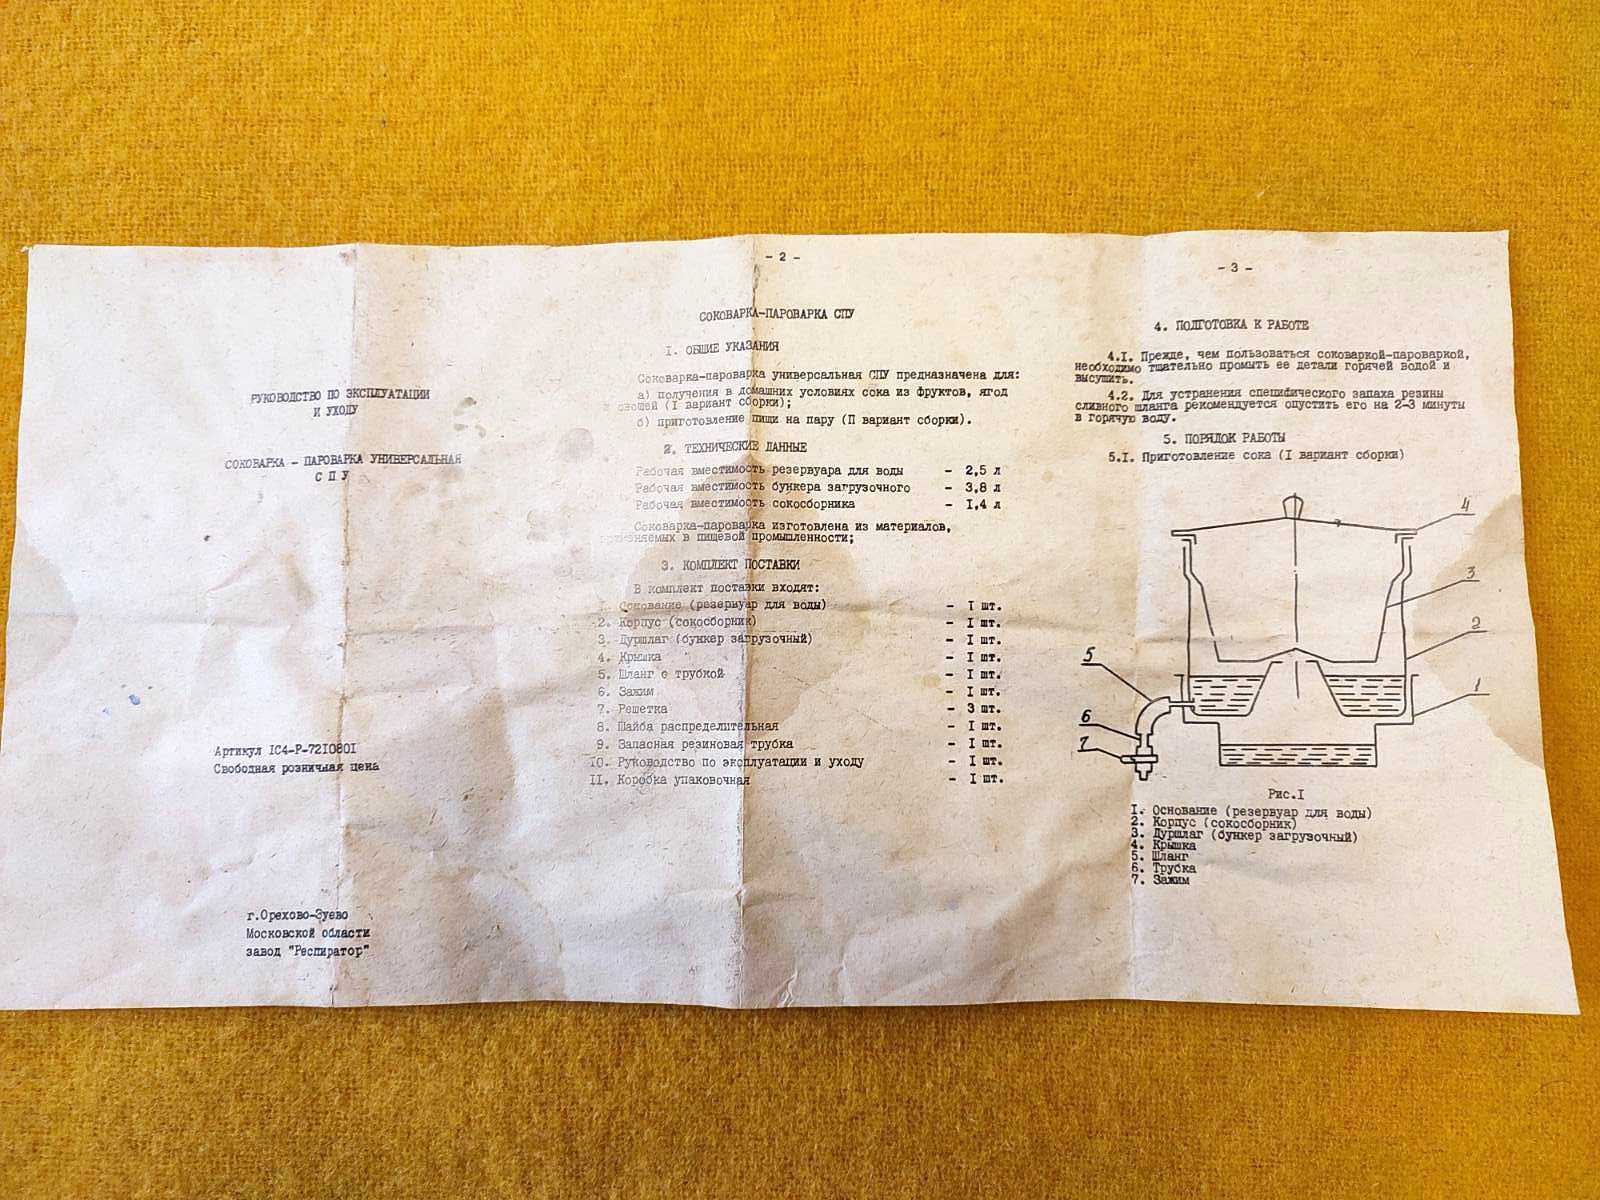 РУКОВОДСТВО ПО ЭКСПЛУАТАЦИИ
И УХОДУ
СОКОВАРКА - ПАРОВАРКА УНИВЕРСАЛЬНАЯ
С П У
Артикул 1С4-Р-7210801
Свободная розничная цена
г.Орехово-Зуево
Московской области
завод "Респиратор"
- 2 -
СОКОВАРКА-ПАРОВАРКА СПУ
I. ОБЩИЕ УКАЗАНИЯ
Соковарка-пароварка универсальная СПУ предназначена для:
а) получения в домашних условиях сока из фруктов, ягод
и овощей (I вариант сборки);
б) приготовление пищи на пару (П вариант сборки).
2. ТЕХНИЧЕСКИЕ ДАННЫЕ
Рабочая вместимость резервуара для воды - 2,5 л
Рабочая вместимость бункера загрузочного - 3,8 л
Рабочая вместимость сокосборника - I,4 л
Соковарка-пароварка изготовлена из материалов,
применяемых в пищевой промышленности;
3. КОМПЛЕКТ ПОСТАВКИ
В комплект поставки входят:
I. Основание (резервуар для воды) - I шт.
2. Корпус (сокосборник) - I шт.
3. Дуршлаг (бункер загрузочный) - I шт.
4. Крышка - I шт.
5. Шланг с трубкой - I шт.
6. Зажим - I шт.
7. Решетка - 3 шт.
8. Шайба распределительная - I шт.
9. Запасная резиновая трубка - I шт.
10. Руководство по эксплуатации и уходу - I шт.
II. Коробка упаковочная - I шт.
- 3 -
4. ПОДГОТОВКА К РАБОТЕ
4.I. Прежде, чем пользоваться соковаркой-пароваркой,
необходимо тщательно промыть ее детали горячей водой и
высушить.
4.2. Для устранения специфического запаха резины
сливного шланга рекомендуется опустить его на 2-3 минуты
в горячую воду.
5. ПОРЯДОК РАБОТЫ
5.I. Приготовление сока (I вариант сборки)
4
3
2
1
5
6
7
Рис.I
I. Основание (резервуар для воды)
2. Корпус (сокосборник)
3. Дуршлаг (бункер загрузочный)
4. Крышка
5. Шланг
6. Трубка
7. Зажим